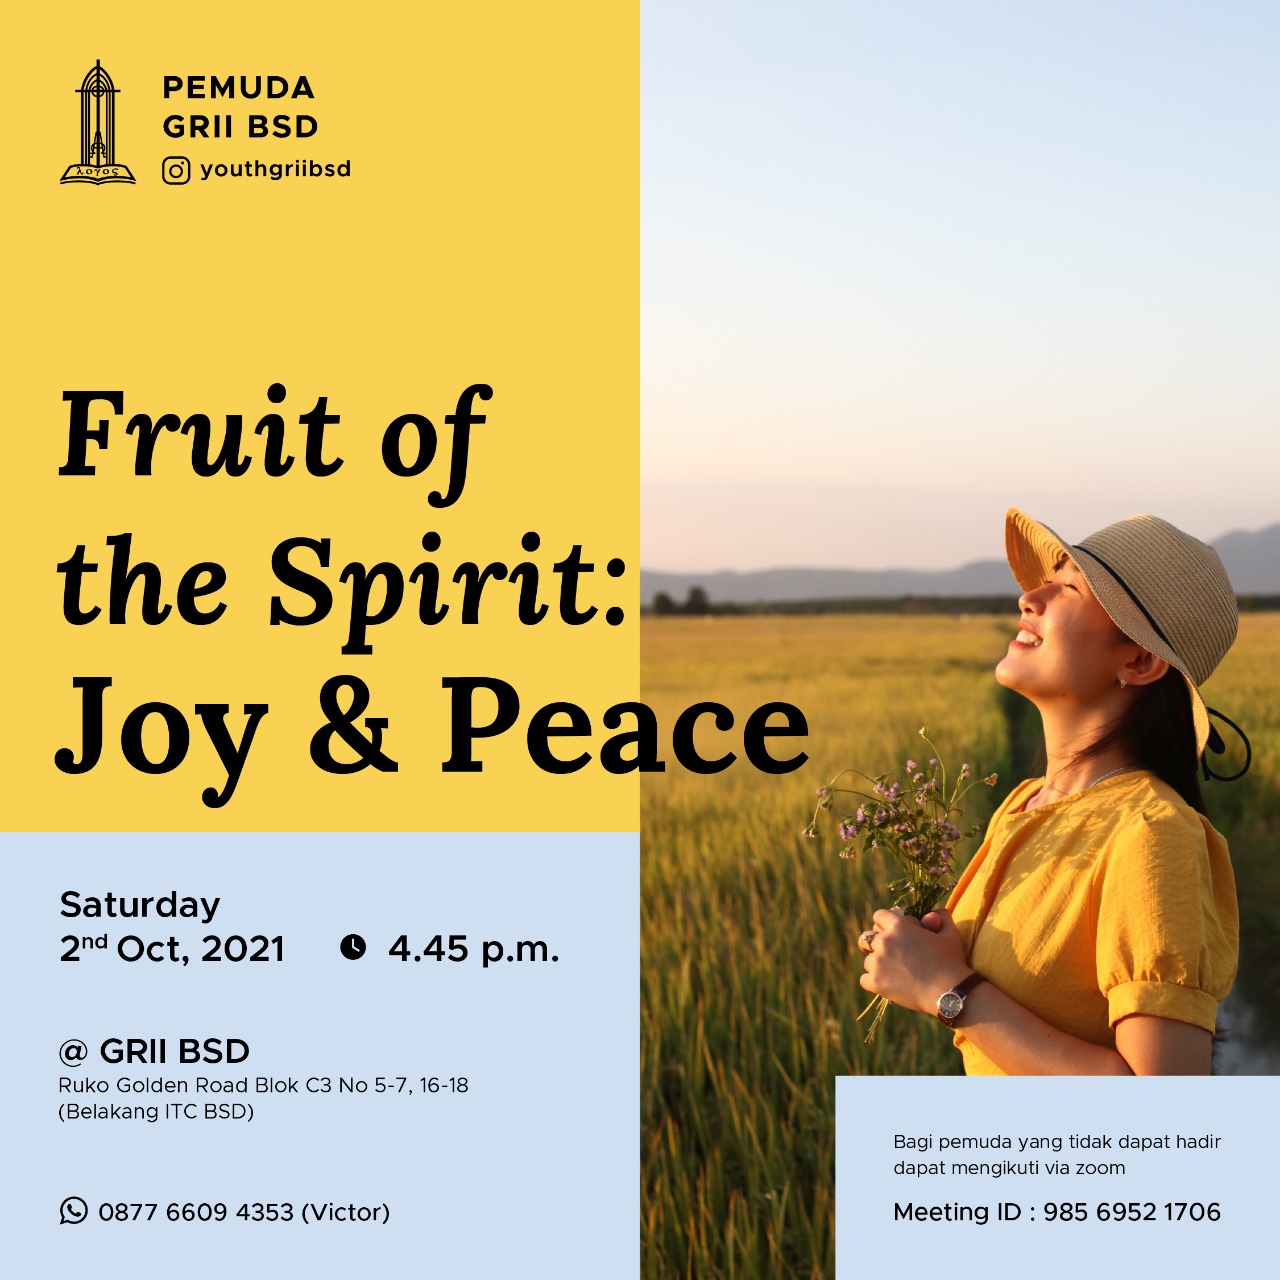 PEMUDA
GRII BSD
youthgriibsd
λογος
Fruit of
the Spirit:
Joy & Peace
Saturday
2nd Oct, 2021
4.45 p.m.
@ GRII BSD
Ruko Golden Road Blok C3 No 5-7, 16-18
(Belakang ITC BSD)
0877 6609 4353 (Victor)
Bagi pemuda yang tidak dapat hadir
dapat mengikuti via zoom
Meeting ID : 985 6952 1706